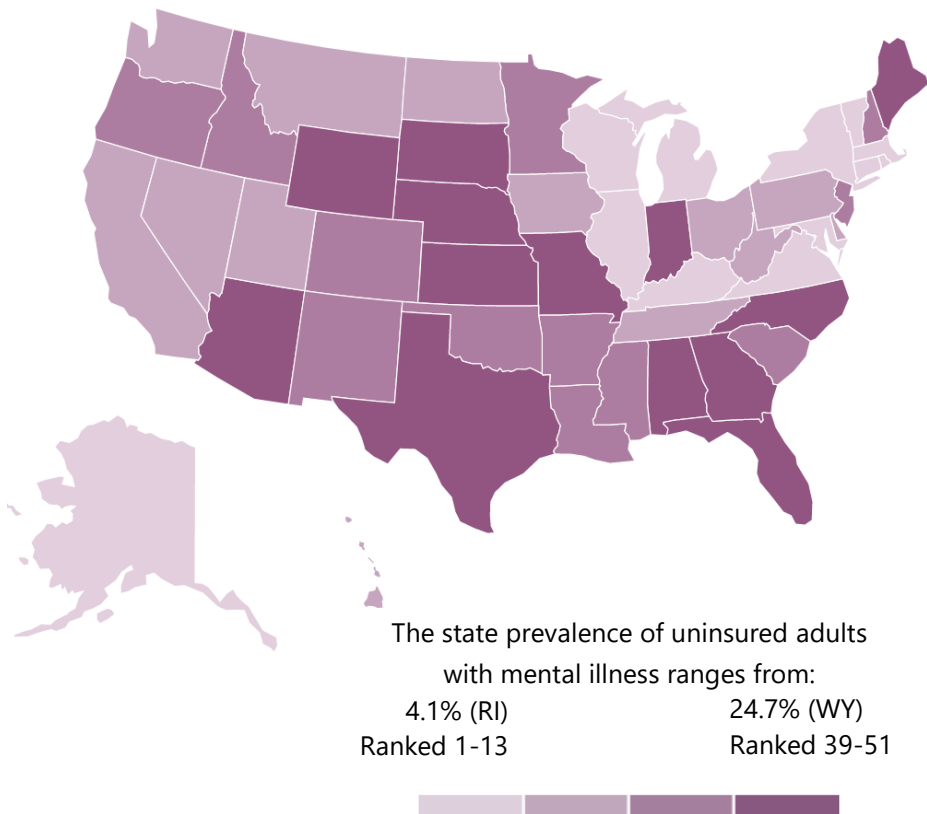 The state prevalence of uninsured adults
with mental illness ranges from:
4.1% (RI) 24.7% (WY)
Ranked 1-13 Ranked 39-51